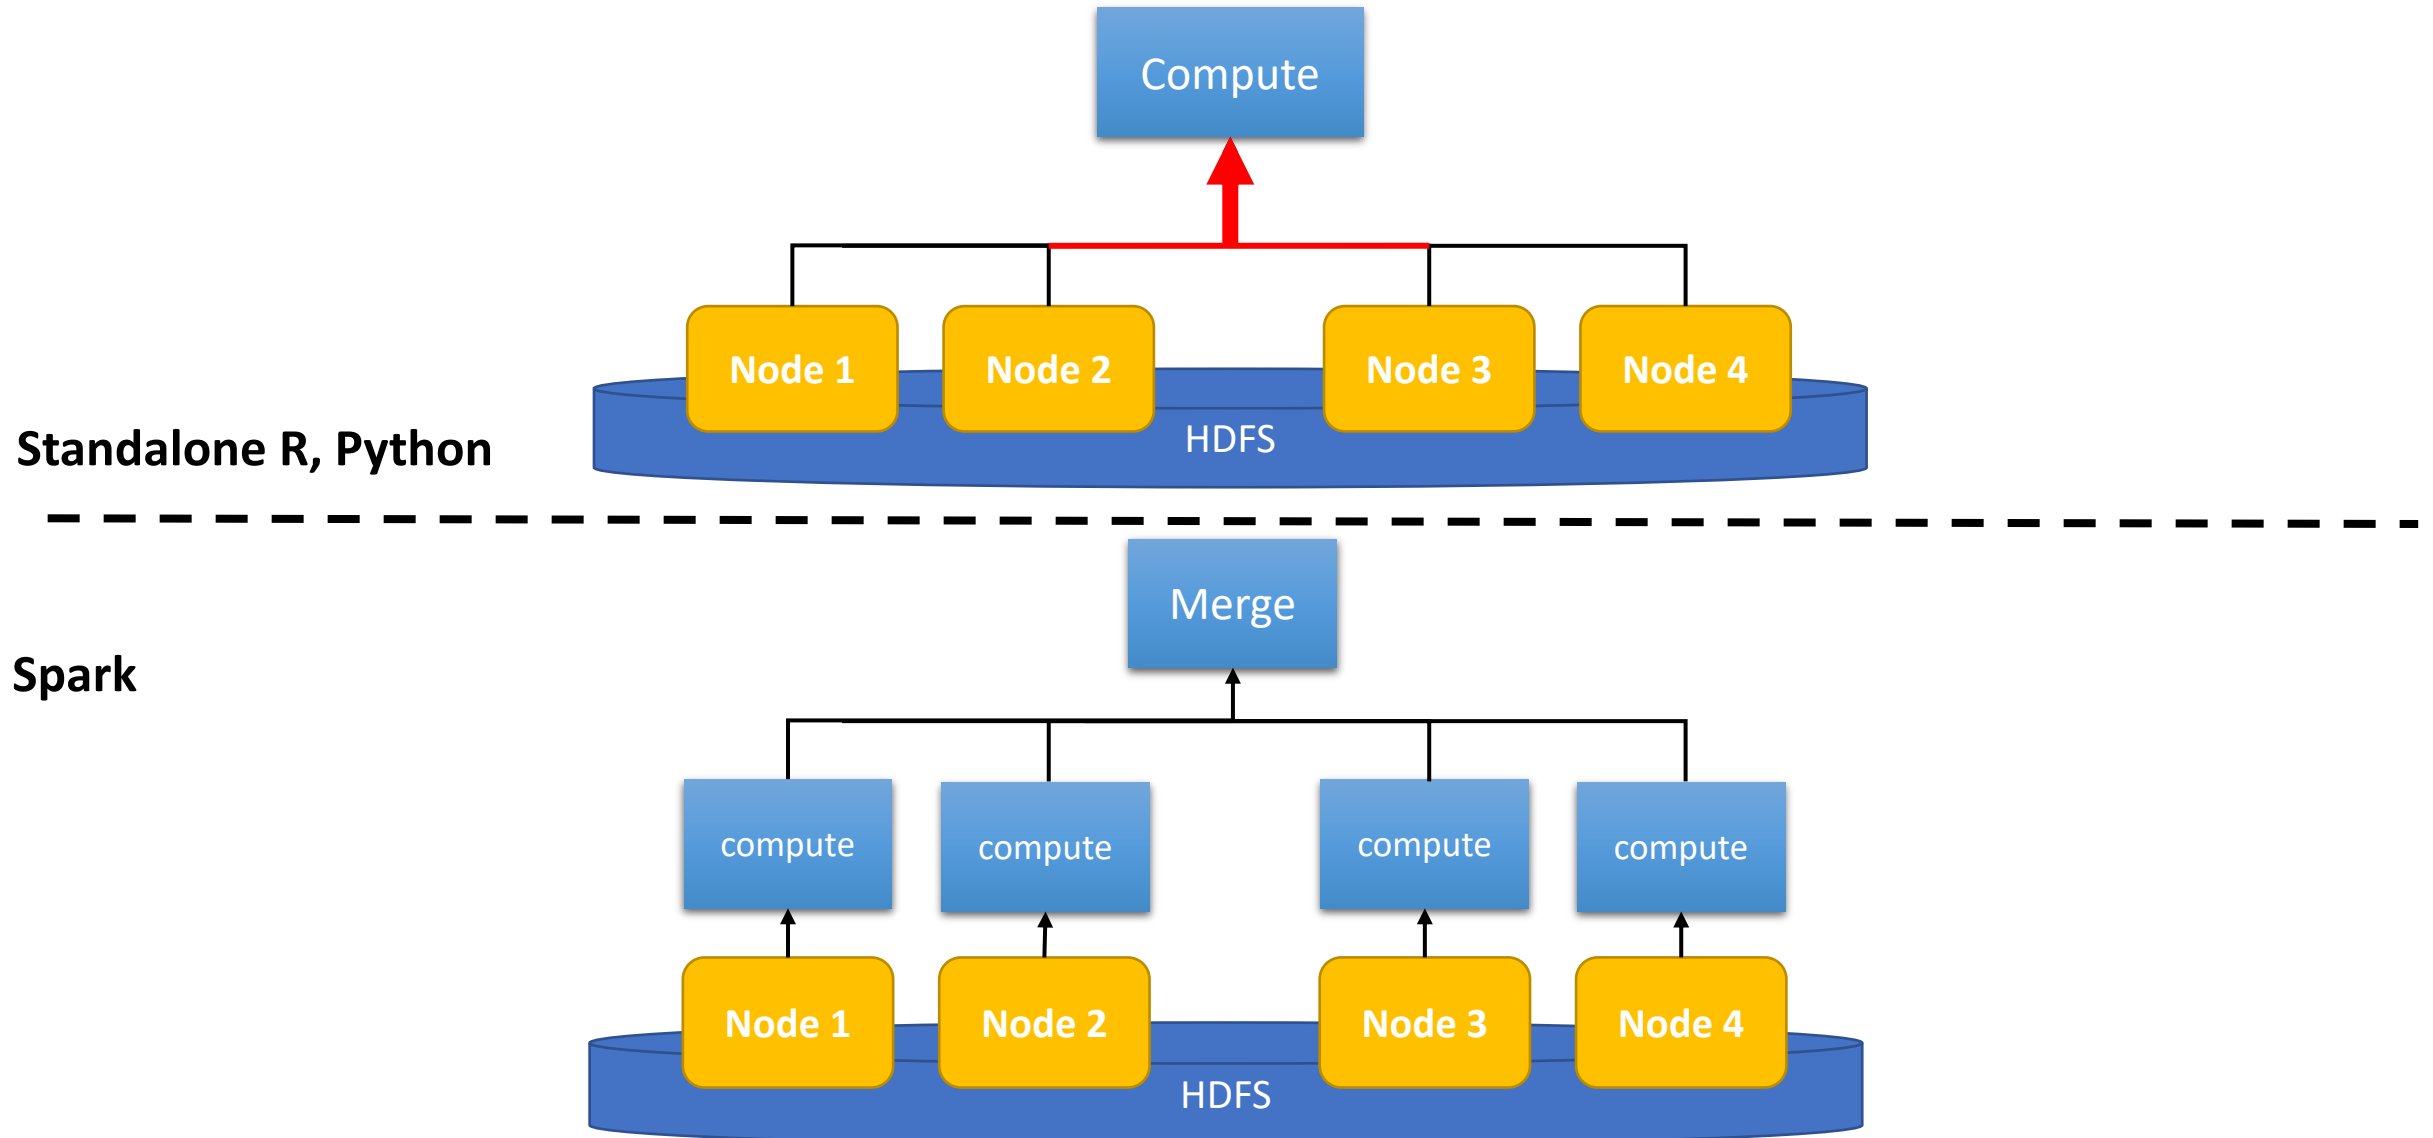 Compute
Node 1
Node 2
Node 3
Node 4
HDFS
Standalone R, Python
Merge
Spark
compute
compute
compute
compute
Node 1
Node 2
Node 3
Node 4
HDFS